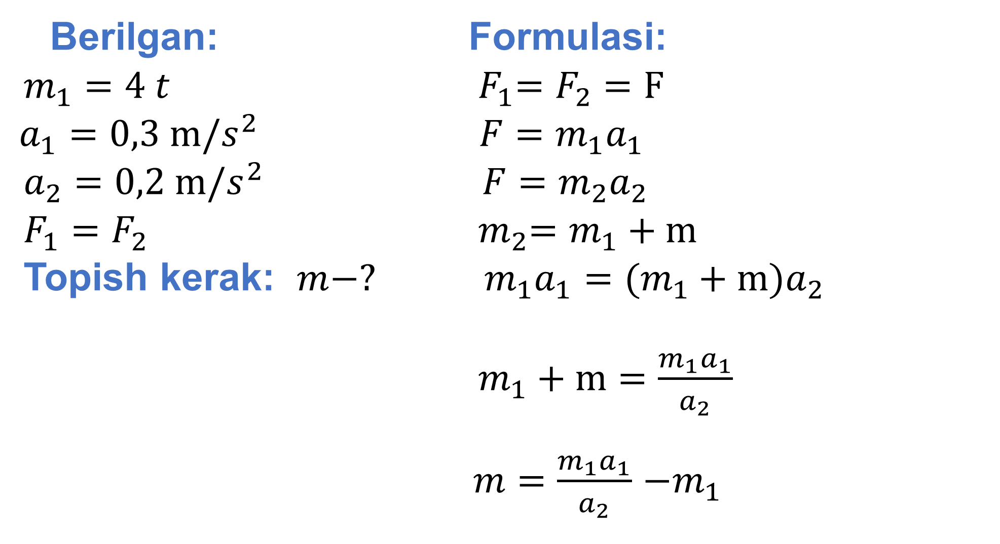 Berilgan:
m₁ = 4 t
a₁ = 0,3 m/s²
a₂ = 0,2 m/s²
F₁ = F₂
Topish kerak: m−?
Formulasi:
F₁= F₂ = F
F = m₁a₁
F = m₂a₂
m₂= m₁ + m
m₁a₁ = (m₁ + m)a₂
m₁ + m = m₁a₁/a₂
m = m₁a₁/a₂ −m₁